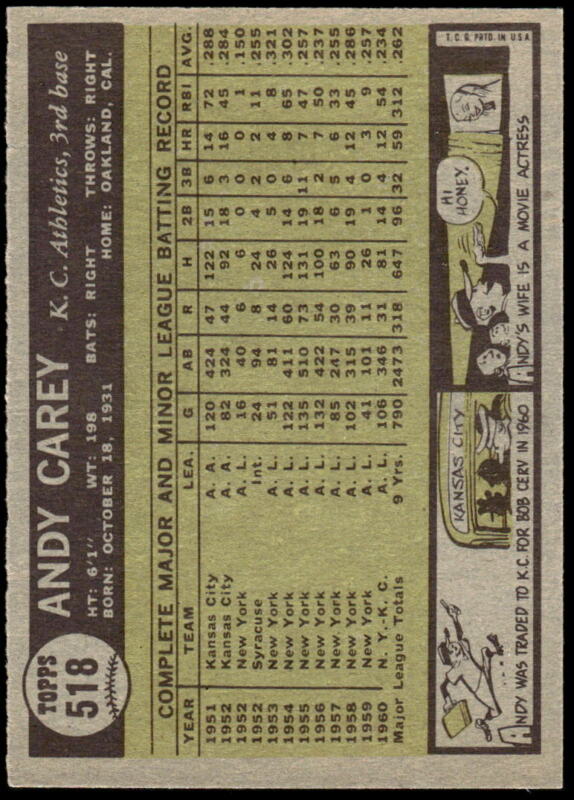 TOPPS
518
ANDY CAREY • K. C. Athletics, 3rd base
HT: 6'1" WT: 198 BATS: RIGHT THROWS: RIGHT
BORN: OCTOBER 18, 1931 HOME: OAKLAND, CAL.
COMPLETE MAJOR AND MINOR LEAGUE BATTING RECORD
YEAR TEAM LEA. G AB R H 2B 3B HR RBI AVG.
1951 Kansas City A. A. 120 424 47 122 15 6 14 72 .288
1952 Kansas City A. A. 82 324 44 92 18 3 16 45 .284
1952 New York A. L. 16 40 6 6 0 0 0 1 .150
1952 Syracuse Int. 24 94 8 24 4 2 2 11 .255
1953 New York A. L. 51 81 14 26 5 0 4 8 .321
1954 New York A. L. 122 411 60 124 14 6 8 65 .302
1955 New York A. L. 135 510 73 131 19 11 7 47 .257
1956 New York A. L. 132 422 54 100 18 2 7 50 .237
1957 New York A. L. 85 247 30 63 6 5 6 33 .255
1958 New York A. L. 102 315 39 90 19 4 12 45 .286
1959 New York A. L. 41 101 11 26 1 0 3 9 .257
1960 N. Y.-K. C. A. L. 106 346 31 81 14 4 12 54 .234
Major League Totals 9 Yrs. 790 2473 318 647 96 32 59 312 .262
KANSAS CITY
ANDY WAS TRADED TO K.C. FOR BOB CERV IN 1960
HI HONEY.
ANDY'S WIFE IS A MOVIE ACTRESS
T. C. G. PRTD. IN U.S.A.